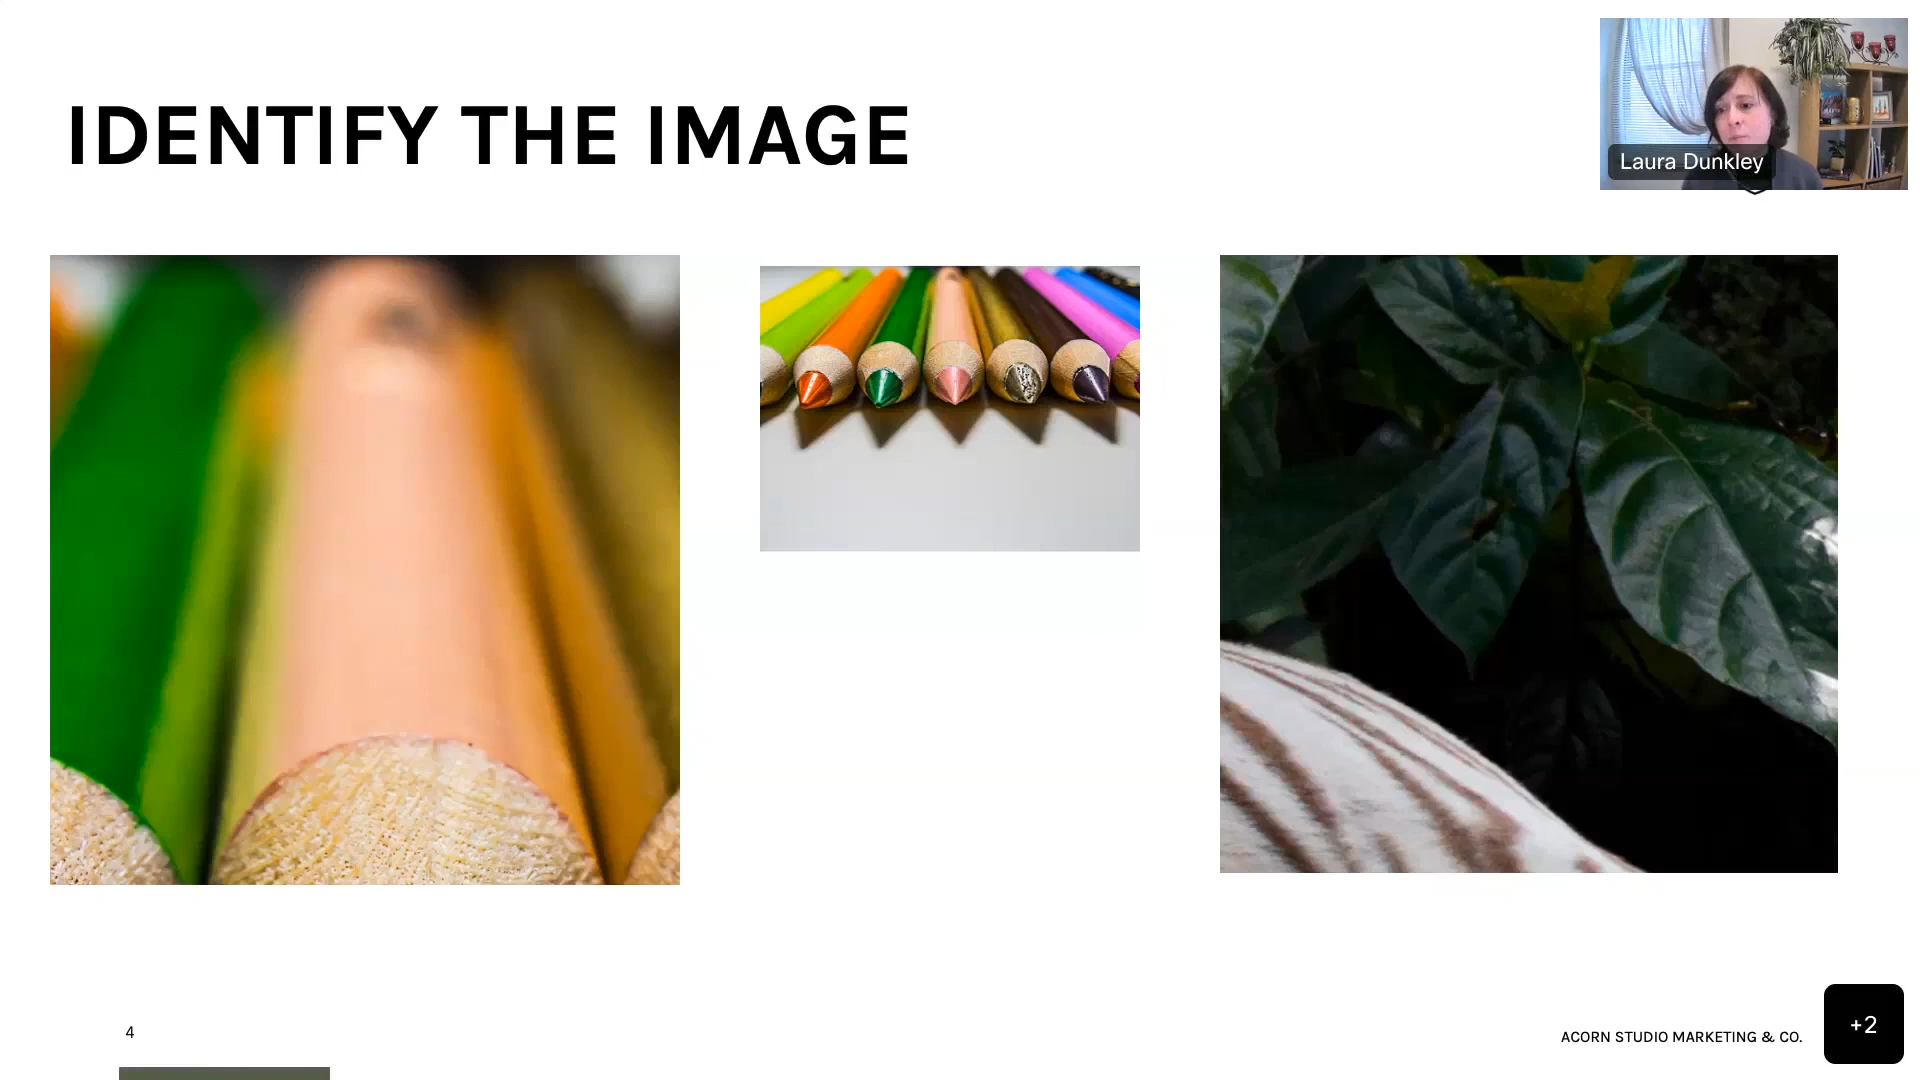 IDENTIFY THE IMAGE
Laura Dunkley
4
ACORN STUDIO MARKETING & CO.
+2